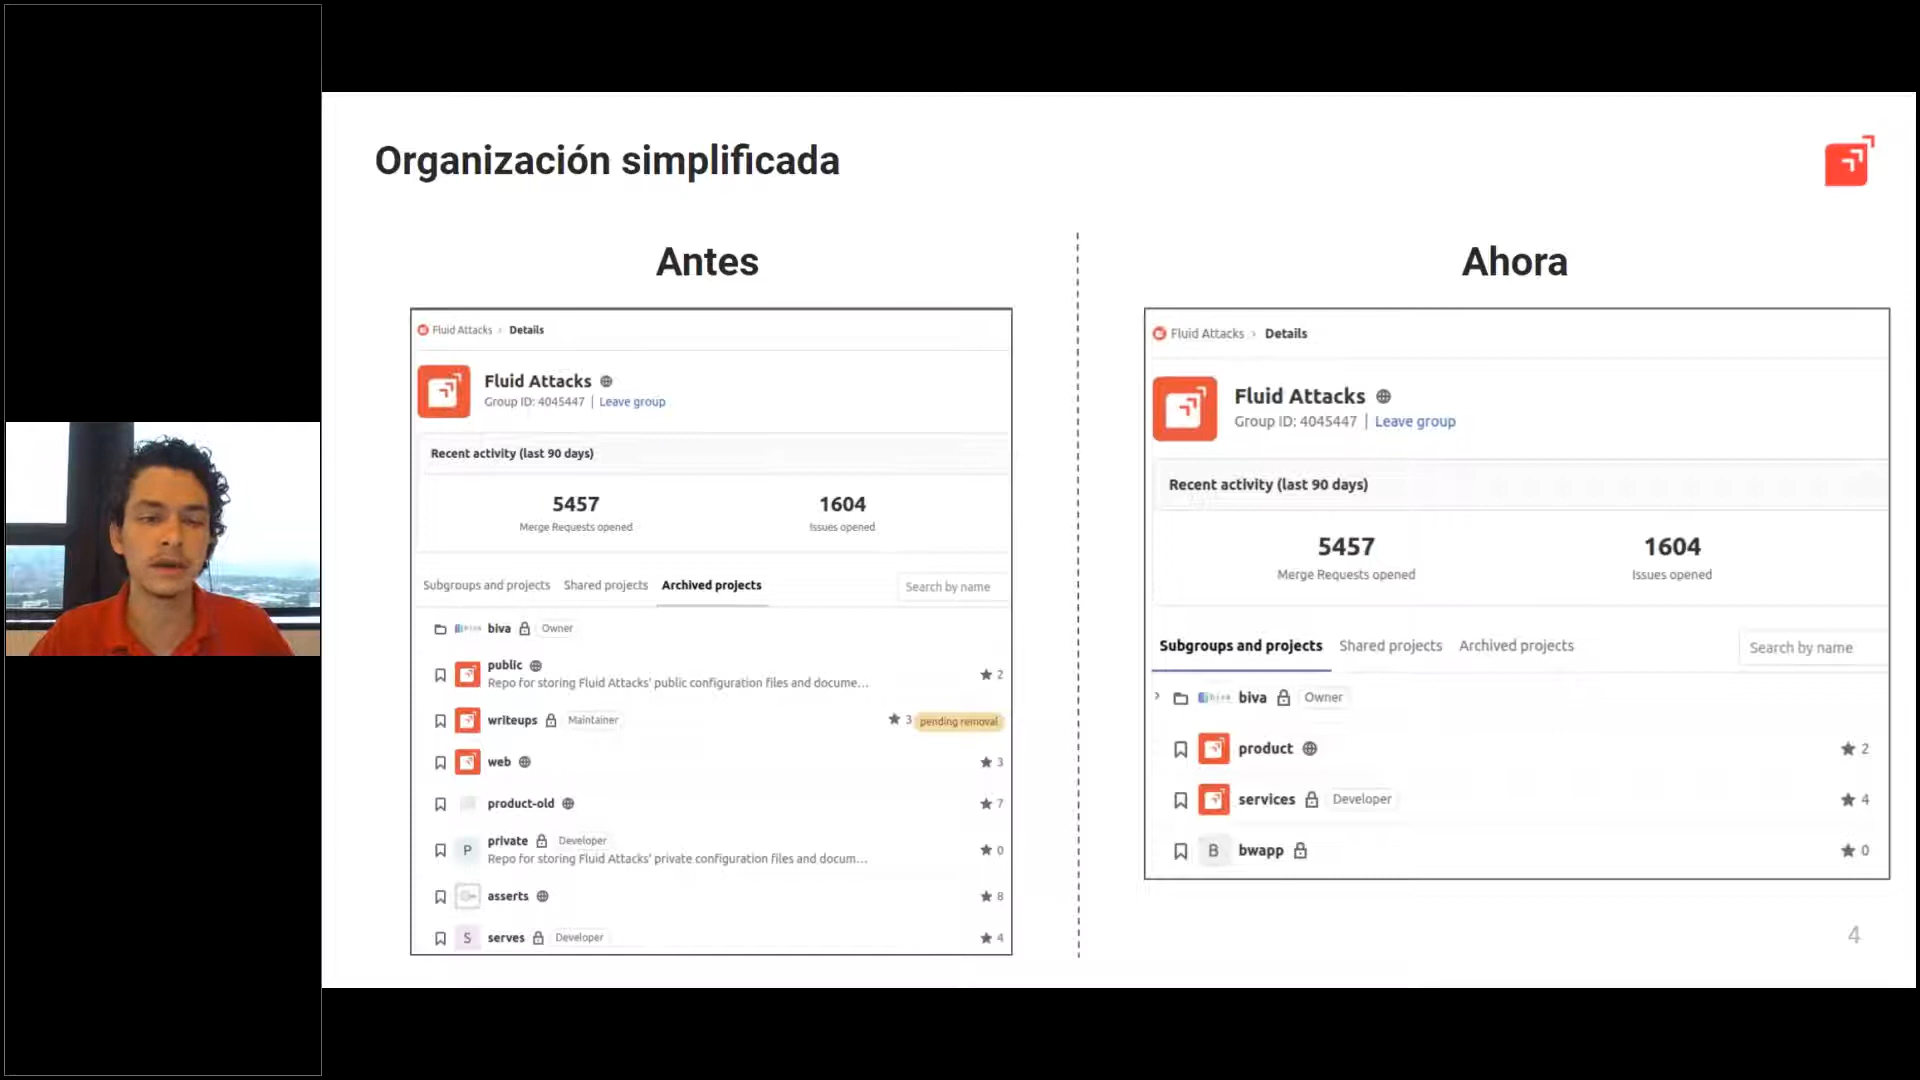 Organización simplificada
Antes
Fluid Attacks › Details
Fluid Attacks
Group ID: 4045447 | Leave group
Recent activity (last 90 days)
5457
Merge Requests opened
1604
Issues opened
Subgroups and projects
Shared projects
Archived projects
Search by name
biva Owner
public
Repo for storing Fluid Attacks' public configuration files and docume...
2
writeups Maintainer
3 pending removal
web
3
product-old
7
P private Developer
Repo for storing Fluid Attacks' private configuration files and docum...
0
asserts
8
S serves Developer
4
Ahora
Fluid Attacks › Details
Fluid Attacks
Group ID: 4045447 | Leave group
Recent activity (last 90 days)
5457
Merge Requests opened
1604
Issues opened
Subgroups and projects
Shared projects
Archived projects
Search by name
biva Owner
product
2
services Developer
4
B bwapp
0
4